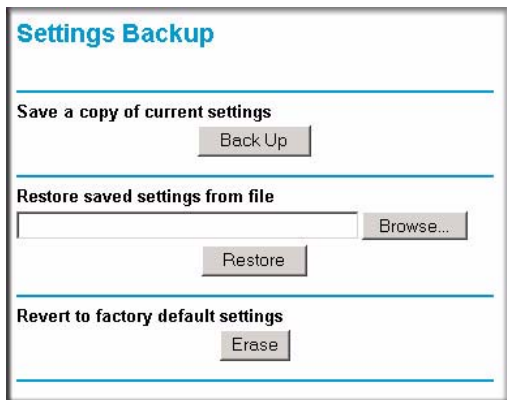 Settings Backup
Save a copy of current settings
Back Up
Restore saved settings from file
Browse...
Restore
Revert to factory default settings
Erase